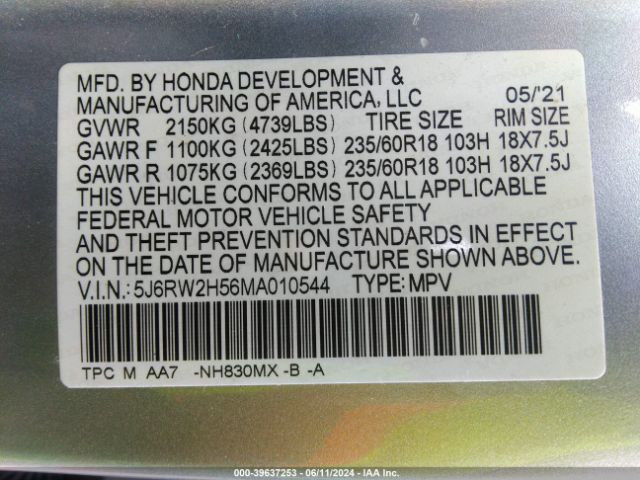 MFD. BY HONDA DEVELOPMENT &
MANUFACTURING OF AMERICA, LLC 05/'21
GVWR 2150KG (4739LBS) TIRE SIZE RIM SIZE
GAWR F 1100KG (2425LBS) 235/60R18 103H 18X7.5J
GAWR R 1075KG (2369LBS) 235/60R18 103H 18X7.5J
THIS VEHICLE CONFORMS TO ALL APPLICABLE
FEDERAL MOTOR VEHICLE SAFETY
AND THEFT PREVENTION STANDARDS IN EFFECT
ON THE DATE OF MANUFACTURE SHOWN ABOVE.
V.I.N.: 5J6RW2H56MA010544 TYPE: MPV
TPC M AA7 -NH830MX -B -A
000-39637253 - 06/11/2024 - IAA Inc.